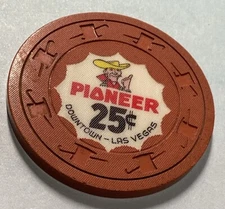 PIONEER
25¢
DOWNTOWN – LAS VEGAS